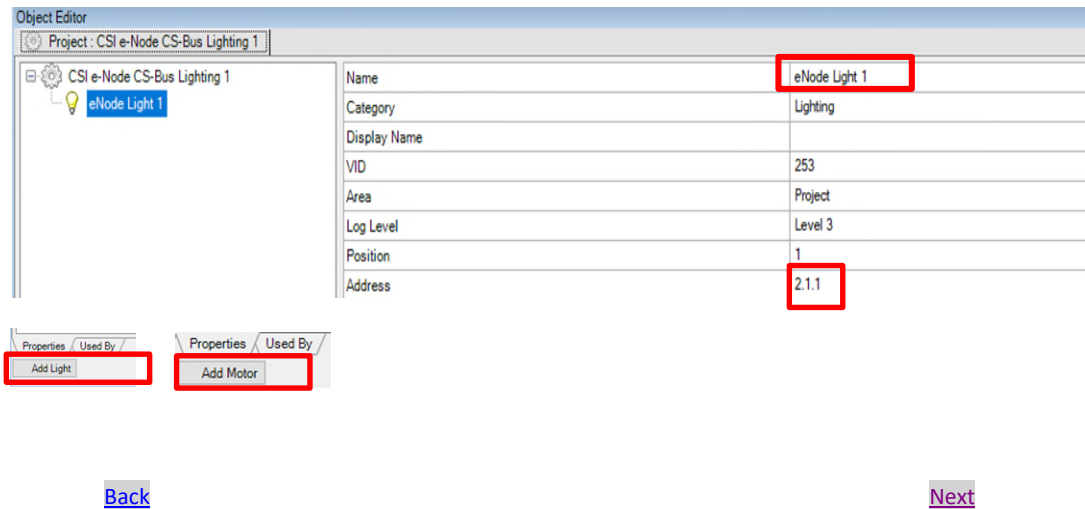 Object Editor
Project : CSI e-Node CS-Bus Lighting 1
CSI e-Node CS-Bus Lighting 1
eNode Light 1
Name eNode Light 1
Category Lighting
Display Name
VID 253
Area Project
Log Level Level 3
Position 1
Address 2.1.1
Properties Used By
Add Light
Properties Used By
Add Motor
Back Next